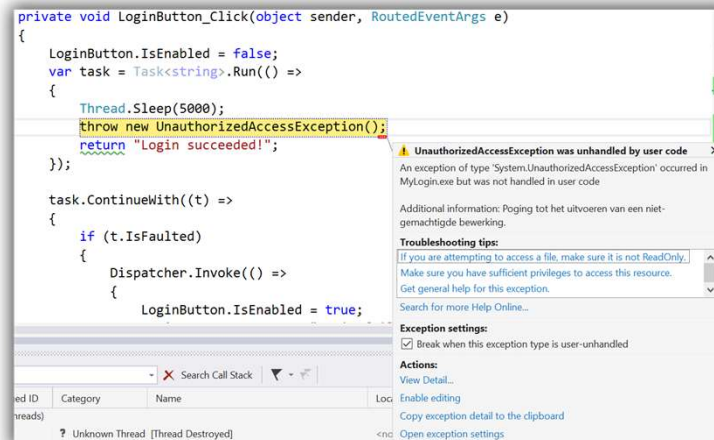 private void LoginButton_Click(object sender, RoutedEventArgs e)
{
LoginButton.IsEnabled = false;
var task = Task<string>.Run(() =>
{
Thread.Sleep(5000);
throw new UnauthorizedAccessException();
return "Login succeeded!";
});
task.ContinueWith((t) =>
{
if (t.IsFaulted)
{
Dispatcher.Invoke(() =>
{
LoginButton.IsEnabled = true;
UnauthorizedAccessException was unhandled by user code
An exception of type 'System.UnauthorizedAccessException' occurred in
MyLogin.exe but was not handled in user code
Additional information: Poging tot het uitvoeren van een niet-
gemachtigde bewerking.
Troubleshooting tips:
If you are attempting to access a file, make sure it is not ReadOnly.
Make sure you have sufficient privileges to access this resource.
Get general help for this exception.
Search for more Help Online...
Exception settings:
Break when this exception type is user-unhandled
Actions:
View Detail...
Enable editing
Copy exception detail to the clipboard
Open exception settings
Search Call Stack
ed ID Category Name Loca
hreads)
? Unknown Thread [Thread Destroyed] <no